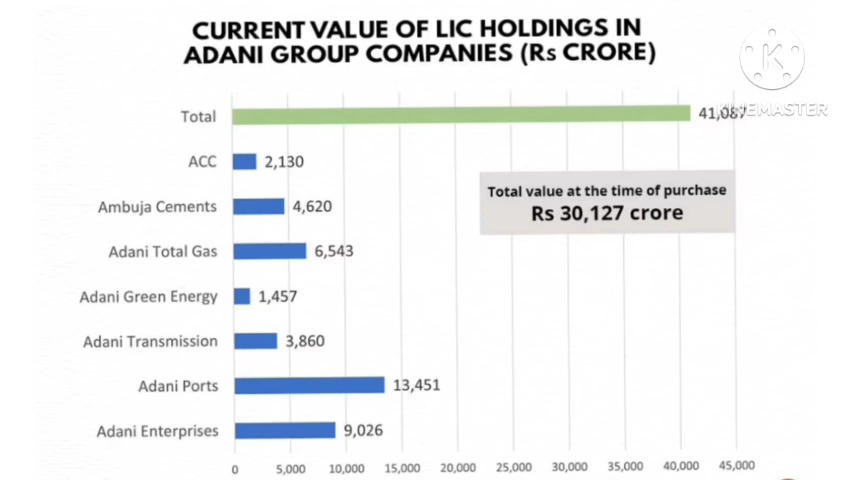 CURRENT VALUE OF LIC HOLDINGS IN
ADANI GROUP COMPANIES (Rs CRORE)
K
KINEMASTER
Total 41,087
ACC 2,130
Total value at the time of purchase
Rs 30,127 crore
Ambuja Cements 4,620
Adani Total Gas 6,543
Adani Green Energy 1,457
Adani Transmission 3,860
Adani Ports 13,451
Adani Enterprises 9,026
0 5,000 10,000 15,000 20,000 25,000 30,000 35,000 40,000 45,000